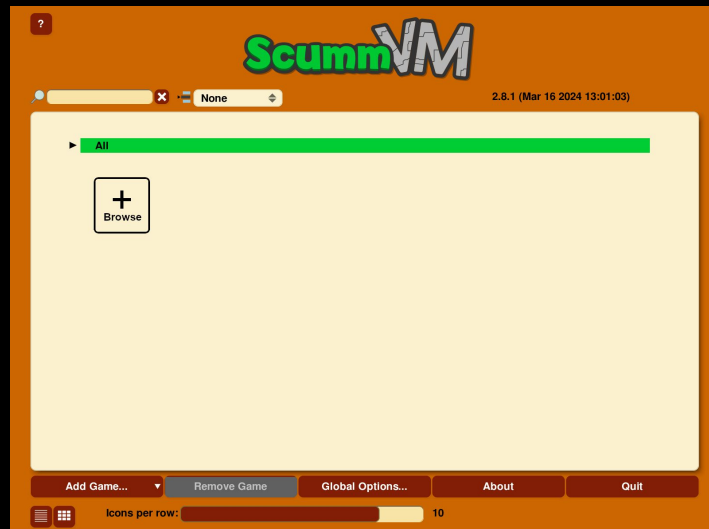 ?
ScummVM
None
2.8.1 (Mar 16 2024 13:01:03)
All
+
Browse
Add Game...
Remove Game
Global Options...
About
Quit
Icons per row:
10